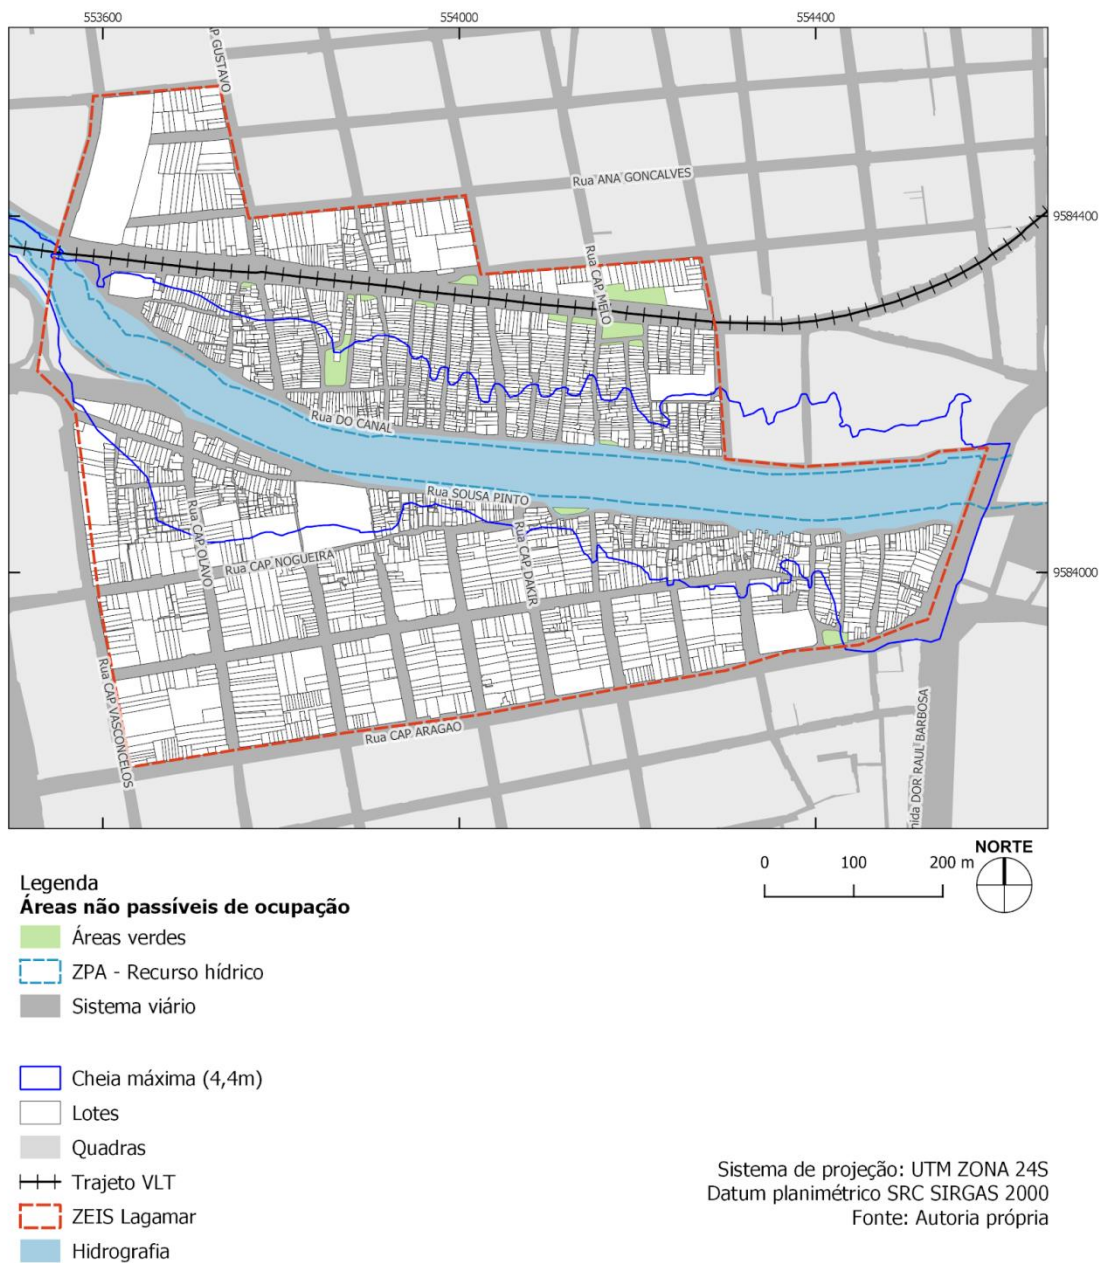 553600
554000
554400
P GUSTAVO
Rua ANA GONCALVES
9584400
Rua CAP MELO
Rua DO CANAL
Rua SOUSA PINTO
Rua CAP OLAVO
Rua CAP DAKIR
Rua CAP NOGUEIRA
9584000
Rua CAP VASCONCELOS
Rua CAP ARAGAO
nida DOR RAUL BARBOSA
0 100 200 m
NORTE
Legenda
Áreas não passíveis de ocupação
Áreas verdes
ZPA - Recurso hídrico
Sistema viário
Cheia máxima (4,4m)
Lotes
Quadras
Trajeto VLT
ZEIS Lagamar
Hidrografia
Sistema de projeção: UTM ZONA 24S
Datum planimétrico SRC SIRGAS 2000
Fonte: Autoria própria